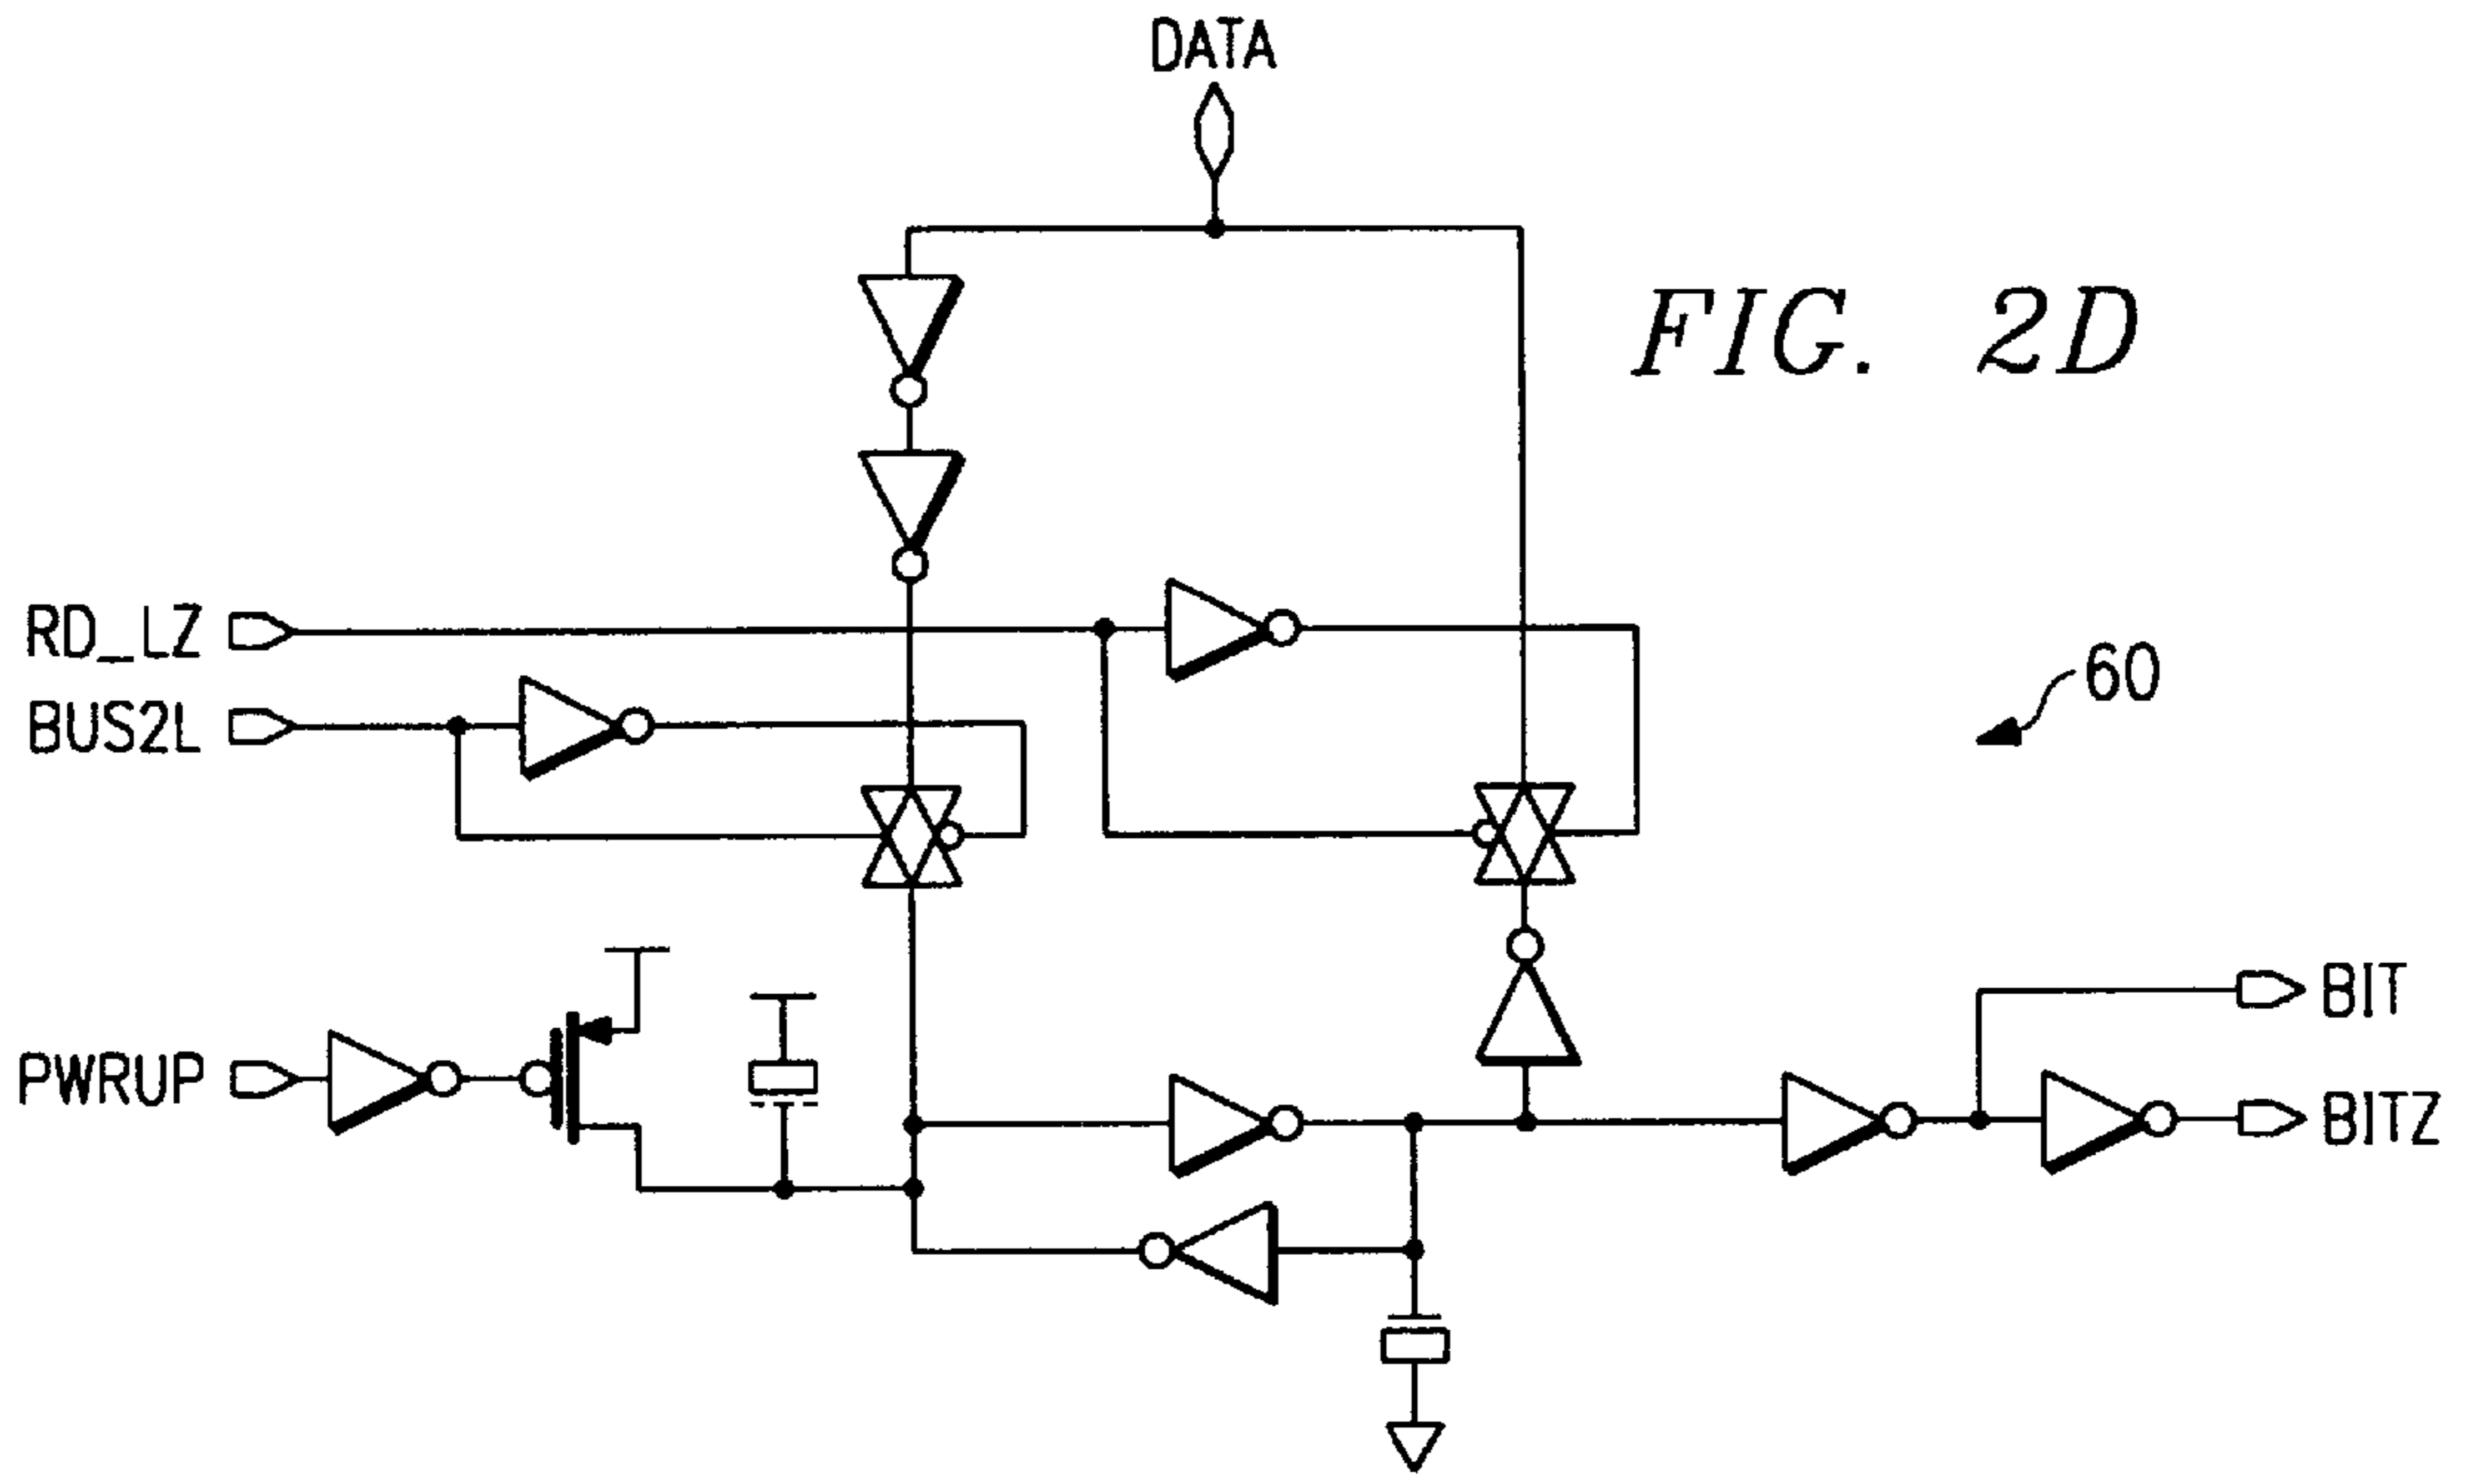 DATA
FIG. 2D
RD_LZ
BUS2L
60
BIT
PWRUP
BITZ